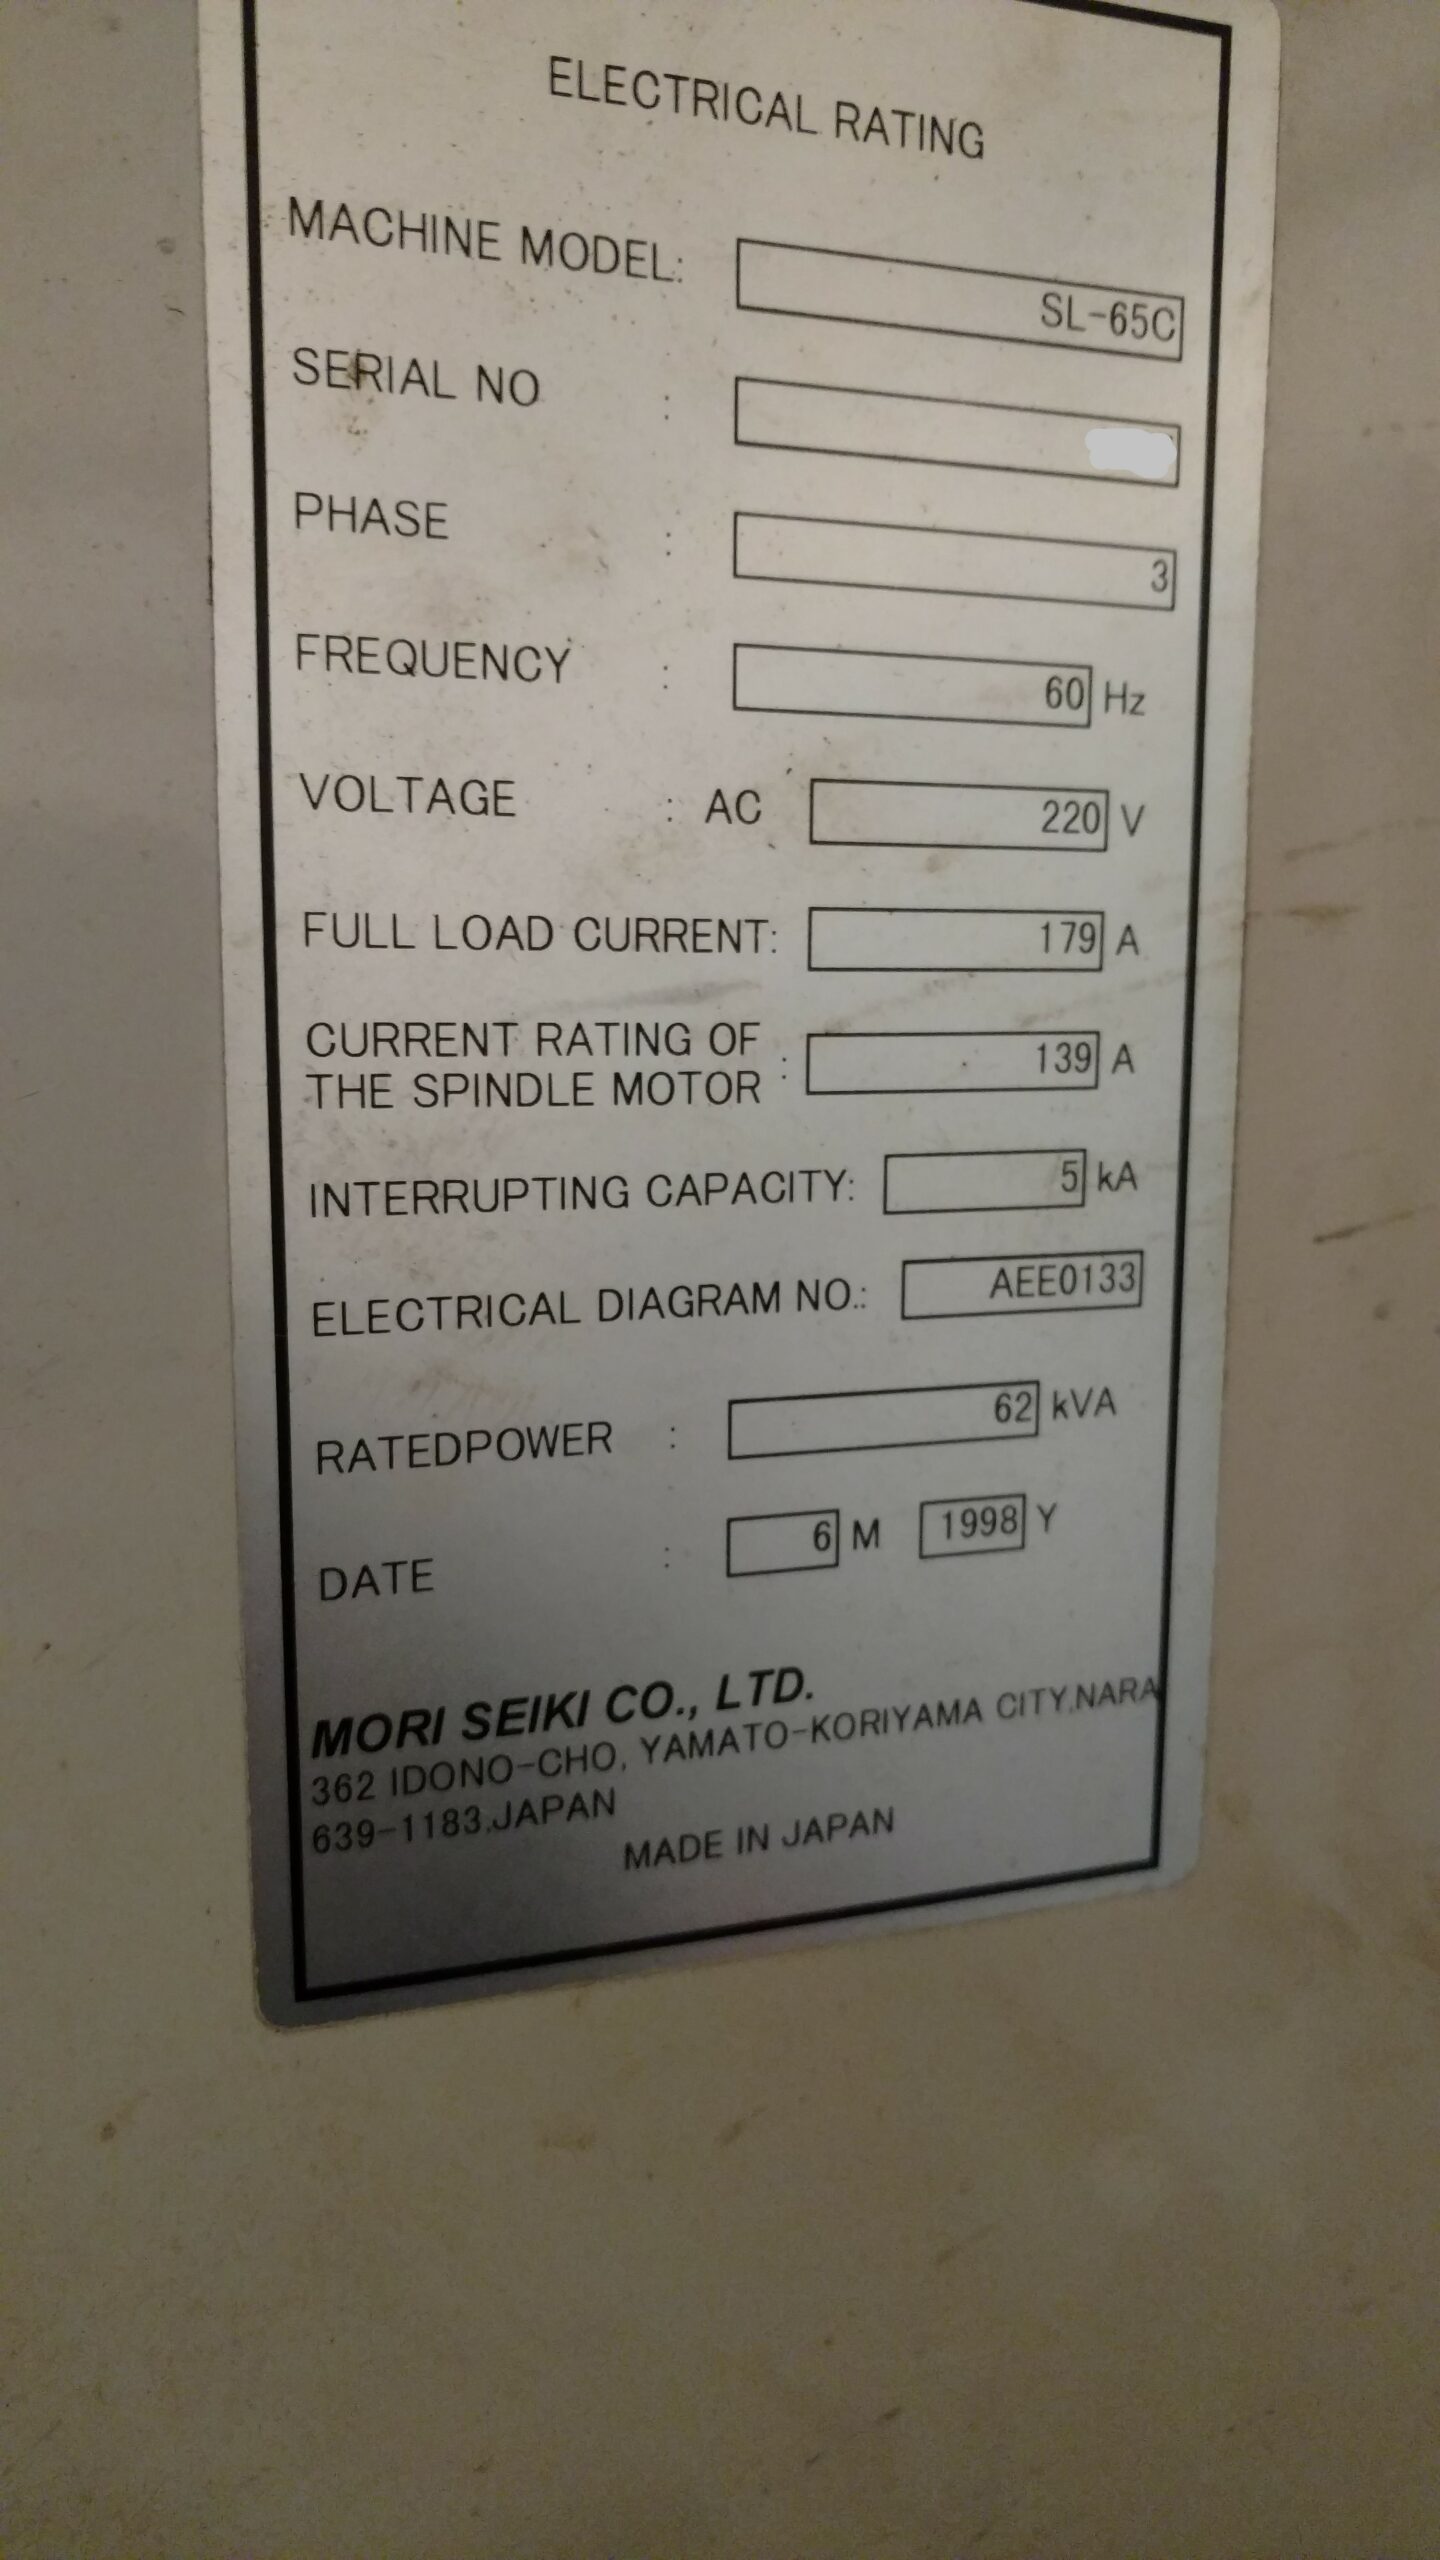 ELECTRICAL RATING
MACHINE MODEL: SL-65C
SERIAL NO :
PHASE : 3
FREQUENCY : 60 Hz
VOLTAGE : AC 220 V
FULL LOAD CURRENT: 179 A
CURRENT RATING OF
THE SPINDLE MOTOR : 139 A
INTERRUPTING CAPACITY: 5 kA
ELECTRICAL DIAGRAM NO.: AEE0133
RATEDPOWER : 62 kVA
DATE : 6 M 1998 Y
MORI SEIKI CO., LTD.
362 IDONO-CHO, YAMATO-KORIYAMA CITY,NARA
639-1183,JAPAN
MADE IN JAPAN